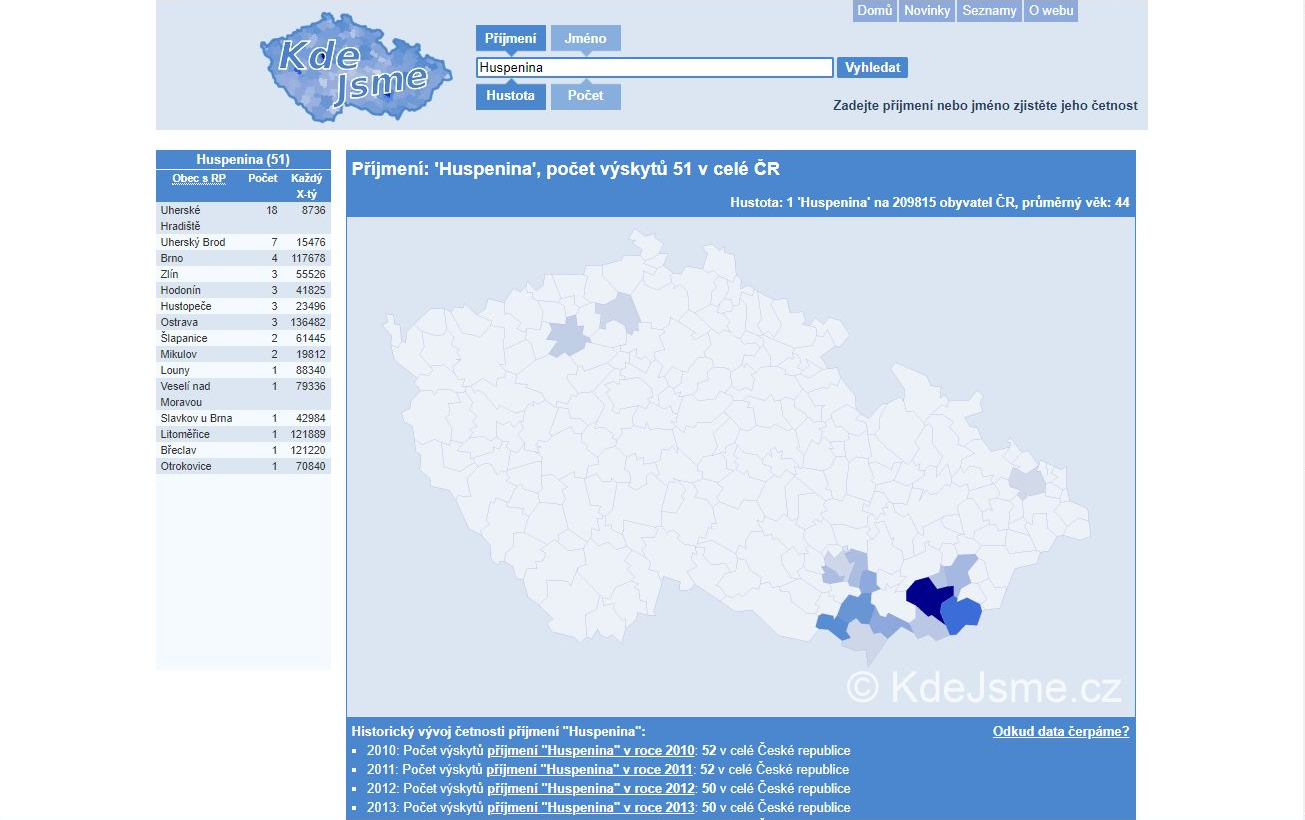 Domů Novinky Seznamy O webu
Kde
Jsme
Příjmení Jméno
Huspenina Vyhledat
Hustota Počet
Zadejte příjmení nebo jméno zjistěte jeho četnost
Huspenina (51)
Obec s RP Počet Každý
X-tý
Uherské 18 8736
Hradiště
Uherský Brod 7 15476
Brno 4 117678
Zlín 3 55526
Hodonín 3 41825
Hustopeče 3 23496
Ostrava 3 136482
Šlapanice 2 61445
Mikulov 2 19812
Louny 1 88340
Veselí nad 1 79336
Moravou
Slavkov u Brna 1 42984
Litoměřice 1 121889
Břeclav 1 121220
Otrokovice 1 70840
Příjmení: 'Huspenina', počet výskytů 51 v celé ČR
Hustota: 1 'Huspenina' na 209815 obyvatel ČR, průměrný věk: 44
© KdeJsme.cz
Historický vývoj četnosti příjmení "Huspenina": Odkud data čerpáme?
2010: Počet výskytů příjmení "Huspenina" v roce 2010: 52 v celé České republice
2011: Počet výskytů příjmení "Huspenina" v roce 2011: 52 v celé České republice
2012: Počet výskytů příjmení "Huspenina" v roce 2012: 50 v celé České republice
2013: Počet výskytů příjmení "Huspenina" v roce 2013: 50 v celé České republice